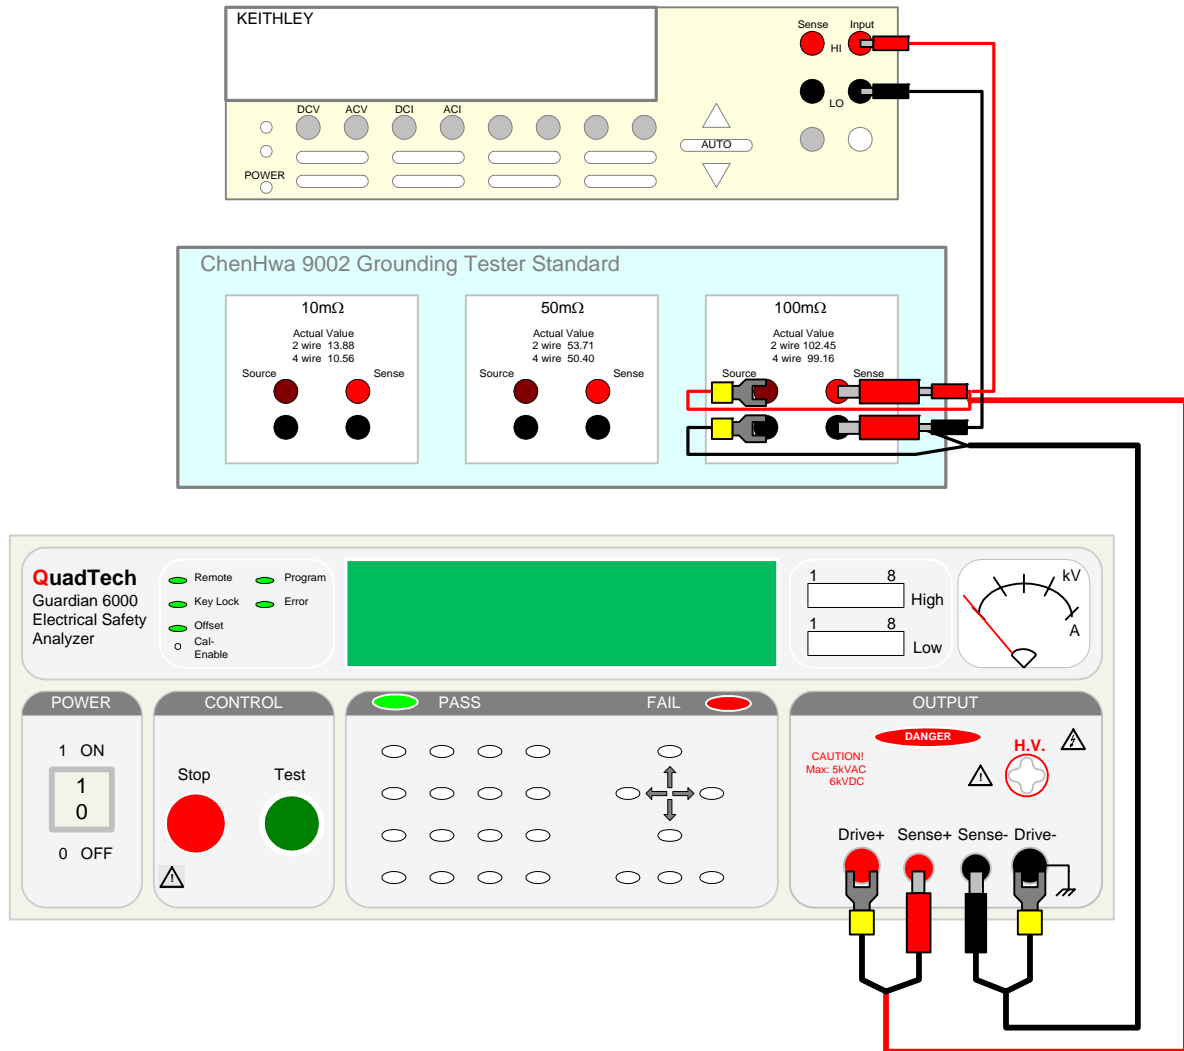 KEITHLEY
Sense Input
HI
LO
DCV ACV DCI ACI
AUTO
POWER
ChenHwa 9002 Grounding Tester Standard
10mΩ
Actual Value
2 wire 13.88
4 wire 10.56
Source Sense
50mΩ
Actual Value
2 wire 53.71
4 wire 50.40
Source Sense
100mΩ
Actual Value
2 wire 102.45
4 wire 99.16
Source Sense
QuadTech
Guardian 6000
Electrical Safety
Analyzer
Remote Program
Key Lock Error
Offset
Cal-
Enable
1 8
High
1 8
Low
kV
A
POWER
1 ON
1
0
0 OFF
CONTROL
Stop Test
!
PASS FAIL
OUTPUT
DANGER
CAUTION!
Max: 5kVAC
6kVDC
H.V.
!
Drive+ Sense+ Sense- Drive-